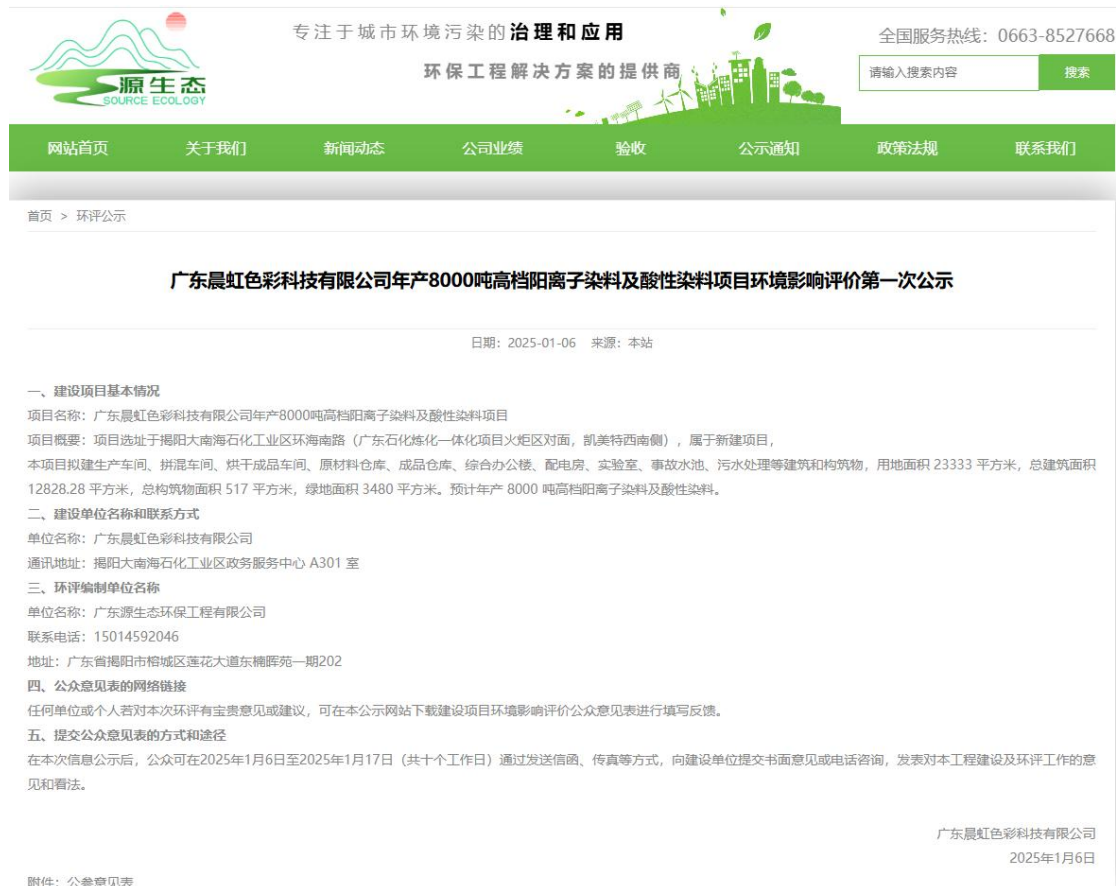 专注于城市环境污染的治理和应用
环保工程解决方案的提供商
全国服务热线：0663-8527668
源生态
SOURCE ECOLOGY
请输入搜索内容
搜索
网站首页 关于我们 新闻动态 公司业绩 验收 公示通知 政策法规 联系我们
首页 > 环评公示
广东晨虹色彩科技有限公司年产8000吨高档阳离子染料及酸性染料项目环境影响评价第一次公示
日期：2025-01-06 来源：本站
一、建设项目基本情况
项目名称：广东晨虹色彩科技有限公司年产8000吨高档阳离子染料及酸性染料项目
项目概要：项目选址于揭阳大南海石化工业区环海南路（广东石化炼化一体化项目火炬区对面，凯美特西南侧），属于新建项目，
本项目拟建生产车间、拼混车间、烘干成品车间、原材料仓库、成品仓库、综合办公楼、配电房、实验室、事故水池、污水处理等建筑和构筑物，用地面积 23333 平方米，总建筑面积
12828.28 平方米，总构筑物面积 517 平方米，绿地面积 3480 平方米。预计年产 8000 吨高档阳离子染料及酸性染料。
二、建设单位名称和联系方式
单位名称：广东晨虹色彩科技有限公司
通讯地址：揭阳大南海石化工业区政务服务中心 A301 室
三、环评编制单位名称
单位名称：广东源生态环保工程有限公司
联系电话：15014592046
地址：广东省揭阳市榕城区莲花大道东楠晖苑一期202
四、公众意见表的网络链接
任何单位或个人若对本次环评有宝贵意见或建议，可在本公示网站下载建设项目环境影响评价公众意见表进行填写反馈。
五、提交公众意见表的方式和途径
在本次信息公示后，公众可在2025年1月6日至2025年1月17日（共十个工作日）通过发送信函、传真等方式，向建设单位提交书面意见或电话咨询，发表对本工程建设及环评工作的意
见和看法。
广东晨虹色彩科技有限公司
2025年1月6日
附件：公参意见表